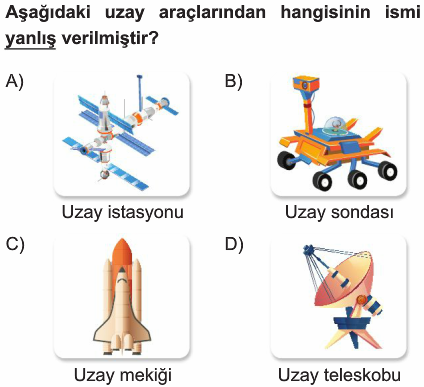 Aşağıdaki uzay araçlarından hangisinin ismi
yanlış verilmiştir?
A)
B)
Uzay istasyonu
Uzay sondası
C)
D)
Uzay mekiği
Uzay teleskobu